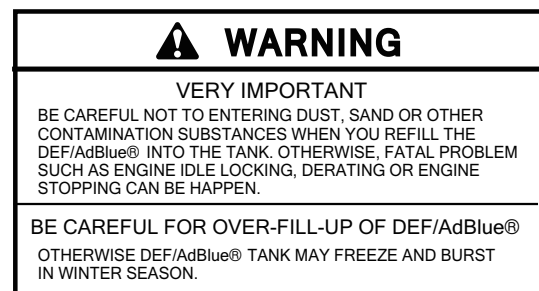 WARNING
VERY IMPORTANT
BE CAREFUL NOT TO ENTERING DUST, SAND OR OTHER
CONTAMINATION SUBSTANCES WHEN YOU REFILL THE
DEF/AdBlue® INTO THE TANK. OTHERWISE, FATAL PROBLEM
SUCH AS ENGINE IDLE LOCKING, DERATING OR ENGINE
STOPPING CAN BE HAPPEN.
BE CAREFUL FOR OVER-FILL-UP OF DEF/AdBlue®
OTHERWISE DEF/AdBlue® TANK MAY FREEZE AND BURST
IN WINTER SEASON.